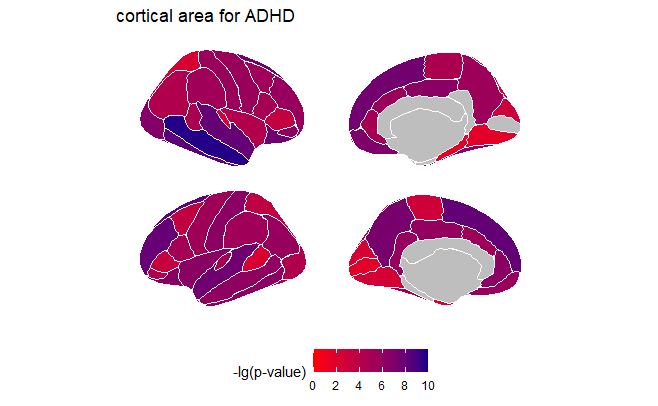 cortical area for ADHD
-lg(p-value)
0 2 4 6 8 10